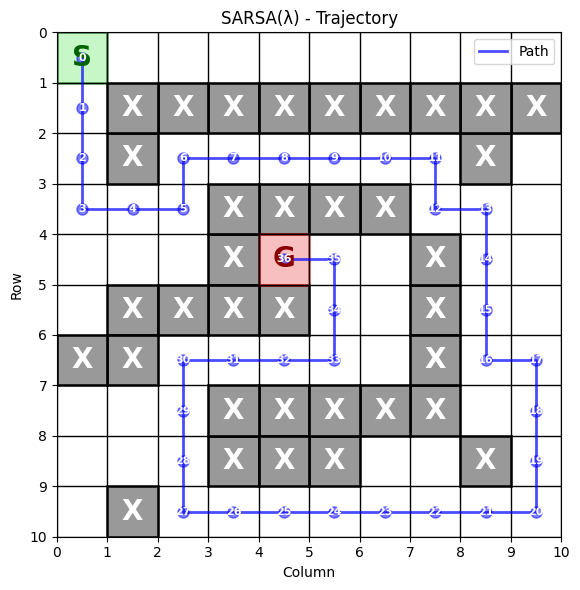 SARSA(λ) - Trajectory
Path
0
1
2
3
4
5
6
7
8
9
10
0
1
2
3
4
5
6
7
8
9
10
Row
Column
S
0
X X X X X X X X X
1
X X
2 6 7 8 9 10 11
X X X X
3 4 5 12 13
X G X
36 35 14
X X X X X
34 15
X X X
30 31 32 33 16 17
X X X X X
29 18
X X X X
28 19
X
27 26 25 24 23 22 21 20